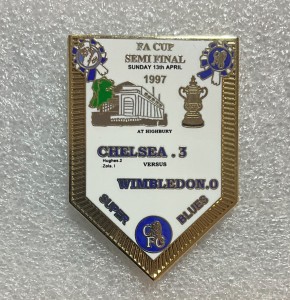 FA CUP
SEMI FINAL
SUNDAY 13th APRIL
1997
AT HIGHBURY
CHELSEA . 3
Hughes.2
Zola.1
VERSUS
WIMBLEDON.0
SUPER BLUES
CFC